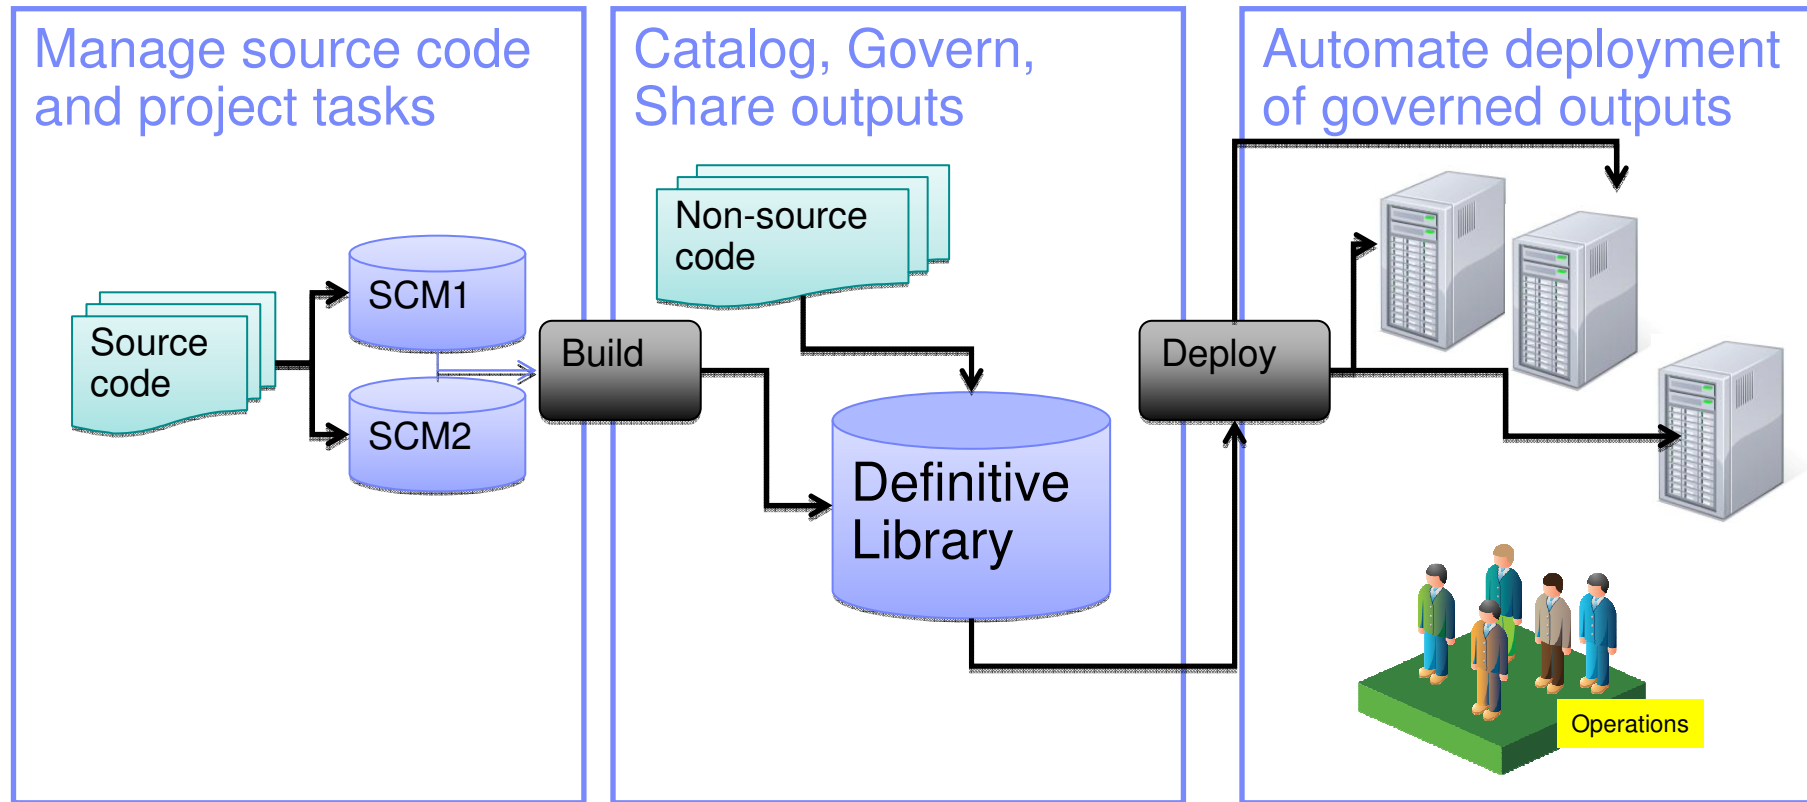 Manage source code
and project tasks
Catalog, Govern,
Share outputs
Automate deployment
of governed outputs
Source
code
SCM1
SCM2
Build
Non-source
code
Definitive
Library
Deploy
Operations